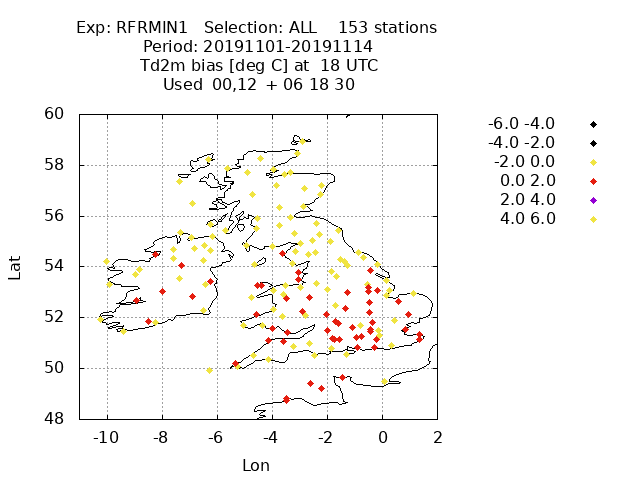 Exp: RFRMIN1 Selection: ALL 153 stations
Period: 20191101-20191114
Td2m bias [deg C] at 18 UTC
Used 00,12 + 06 18 30
-6.0 -4.0
-4.0 -2.0
-2.0 0.0
0.0 2.0
2.0 4.0
4.0 6.0
60
58
56
54
52
50
48
Lat
-10 -8 -6 -4 -2 0 2
Lon